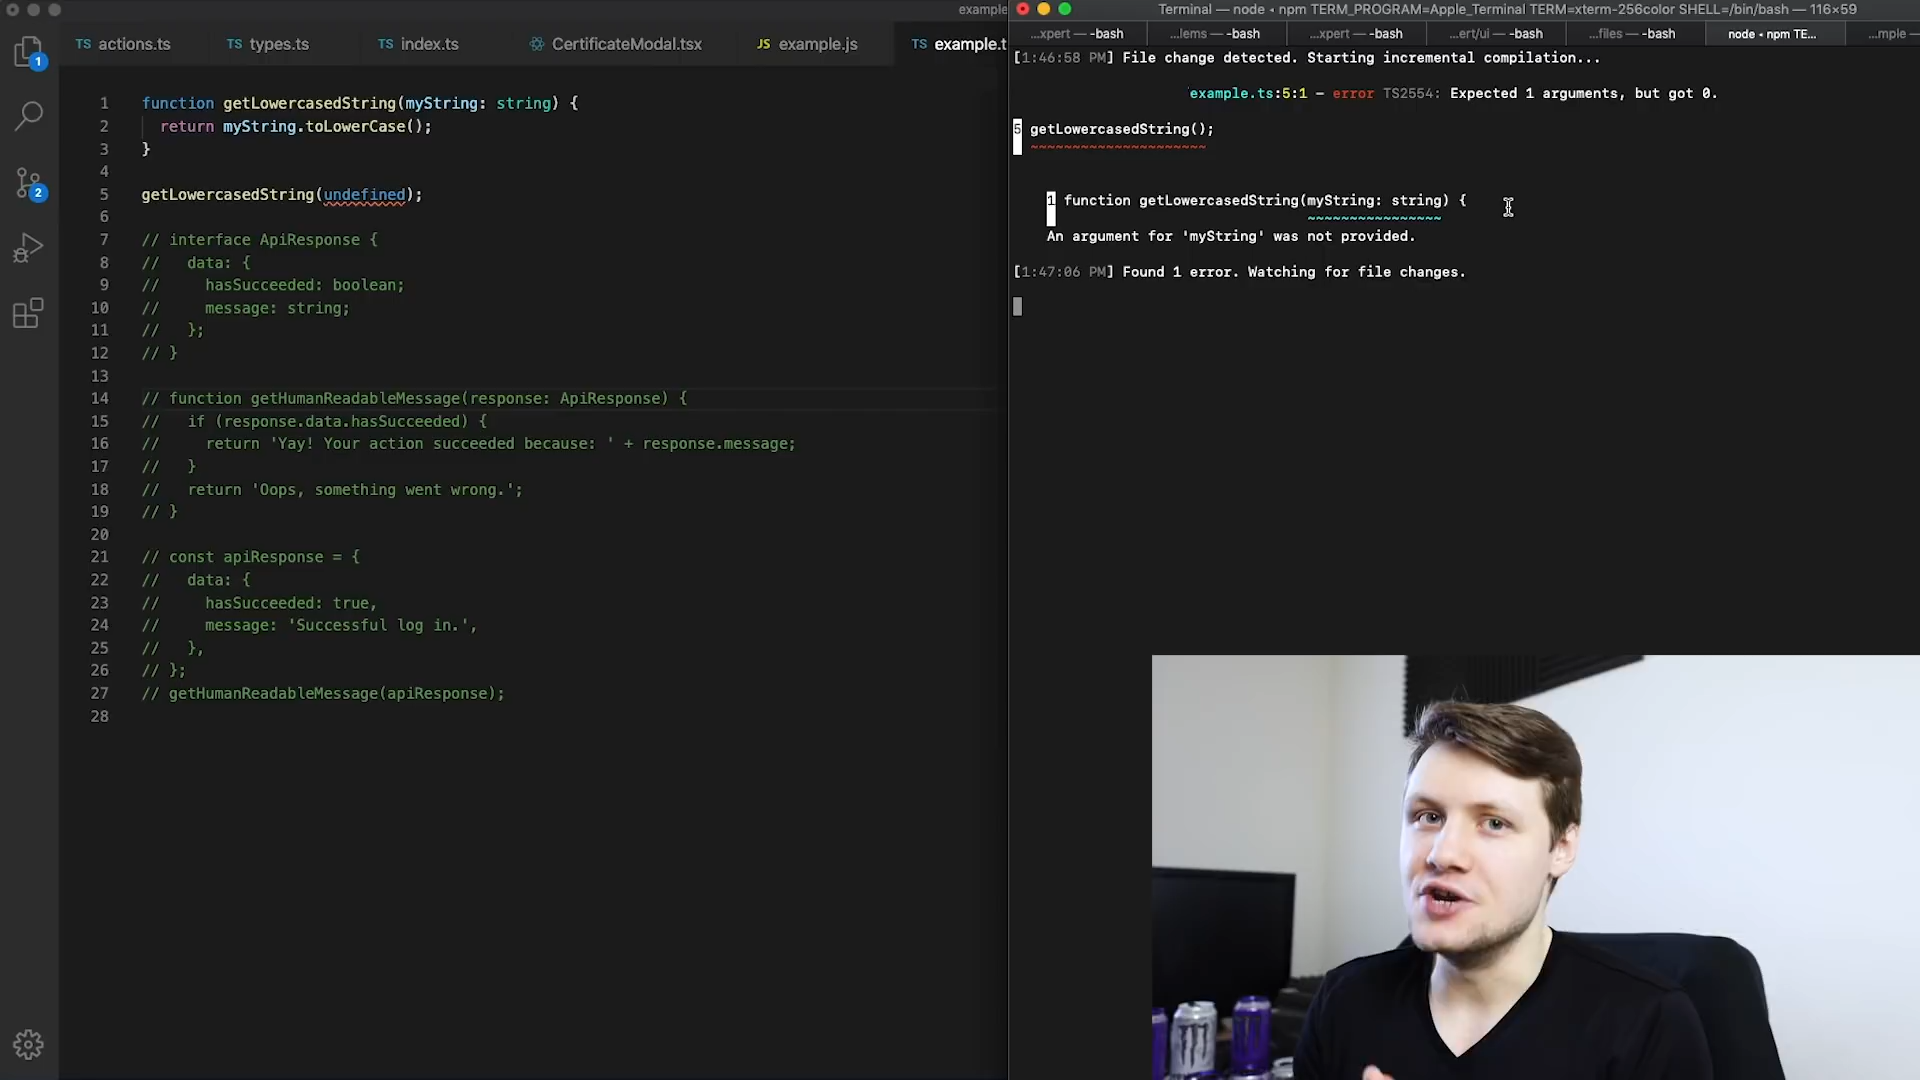 example
Terminal — node ◂ npm TERM_PROGRAM=Apple_Terminal TERM=xterm-256color SHELL=/bin/bash — 116×59
TS actions.ts
TS types.ts
TS index.ts
CertificateModal.tsx
JS example.js
TS example.t
...xpert — -bash
...lems — -bash
...xpert — -bash
...ert/ui — -bash
...files — -bash
node ◂ npm TE...
...mple —
1
2
1 function getLowercasedString(myString: string) {
2 return myString.toLowerCase();
3 }
4
5 getLowercasedString(undefined);
6
7 // interface ApiResponse {
8 // data: {
9 // hasSucceeded: boolean;
10 // message: string;
11 // };
12 // }
13
14 // function getHumanReadableMessage(response: ApiResponse) {
15 // if (response.data.hasSucceeded) {
16 // return 'Yay! Your action succeeded because: ' + response.message;
17 // }
18 // return 'Oops, something went wrong.';
19 // }
20
21 // const apiResponse = {
22 // data: {
23 // hasSucceeded: true,
24 // message: 'Successful log in.',
25 // },
26 // };
27 // getHumanReadableMessage(apiResponse);
28
[1:46:58 PM] File change detected. Starting incremental compilation...
example.ts:5:1 - error TS2554: Expected 1 arguments, but got 0.
5 getLowercasedString();
~~~~~~~~~~~~~~~~~~~~~
1 function getLowercasedString(myString: string) {
~~~~~~~~~~~~~~~~
An argument for 'myString' was not provided.
[1:47:06 PM] Found 1 error. Watching for file changes.